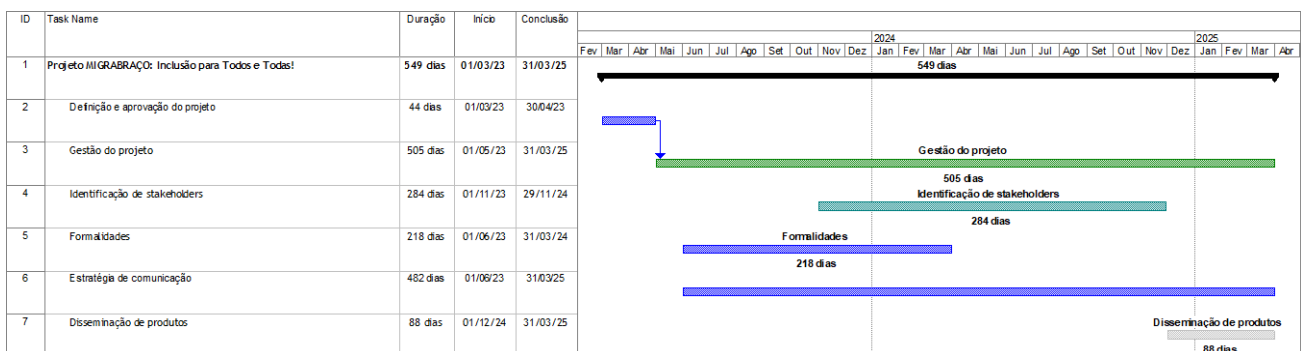 ID Task Name Duração Início Conclusão
2024 2025
Fev Mar Abr Mai Jun Jul Ago Set Out Nov Dez Jan Fev Mar Abr Mai Jun Jul Ago Set Out Nov Dez Jan Fev Mar Abr
1 Projeto MIGRABRAÇO: Inclusão para Todos e Todas! 549 dias 01/03/23 31/03/25
549 dias
2 Definição e aprovação do projeto 44 dias 01/03/23 30/04/23
3 Gestão do projeto 505 dias 01/05/23 31/03/25
Gestão do projeto
505 dias
4 Identificação de stakeholders 284 dias 01/11/23 29/11/24
Identificação de stakeholders
284 dias
5 Formalidades 218 dias 01/06/23 31/03/24
Formalidades
218 dias
6 Estratégia de comunicação 482 dias 01/06/23 31/03/25
7 Disseminação de produtos 88 dias 01/12/24 31/03/25
Disseminação de produtos
88 dias